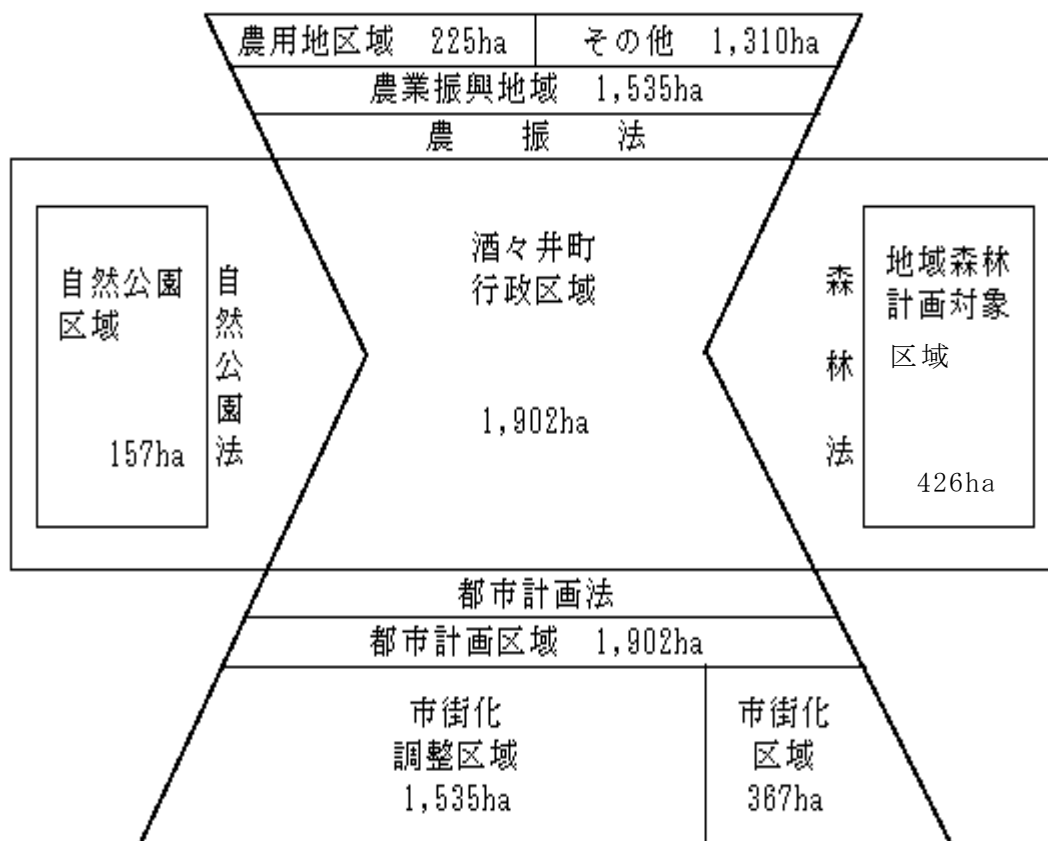 農用地区域 225ha
その他 1,310ha
農業振興地域 1,535ha
農振法
酒々井町
行政区域
1,902ha
自然公園
区域
157ha
自然公園法
森林法
地域森林
計画対象
区域
426ha
都市計画法
都市計画区域 1,902ha
市街化
調整区域
1,535ha
市街化
区域
367ha